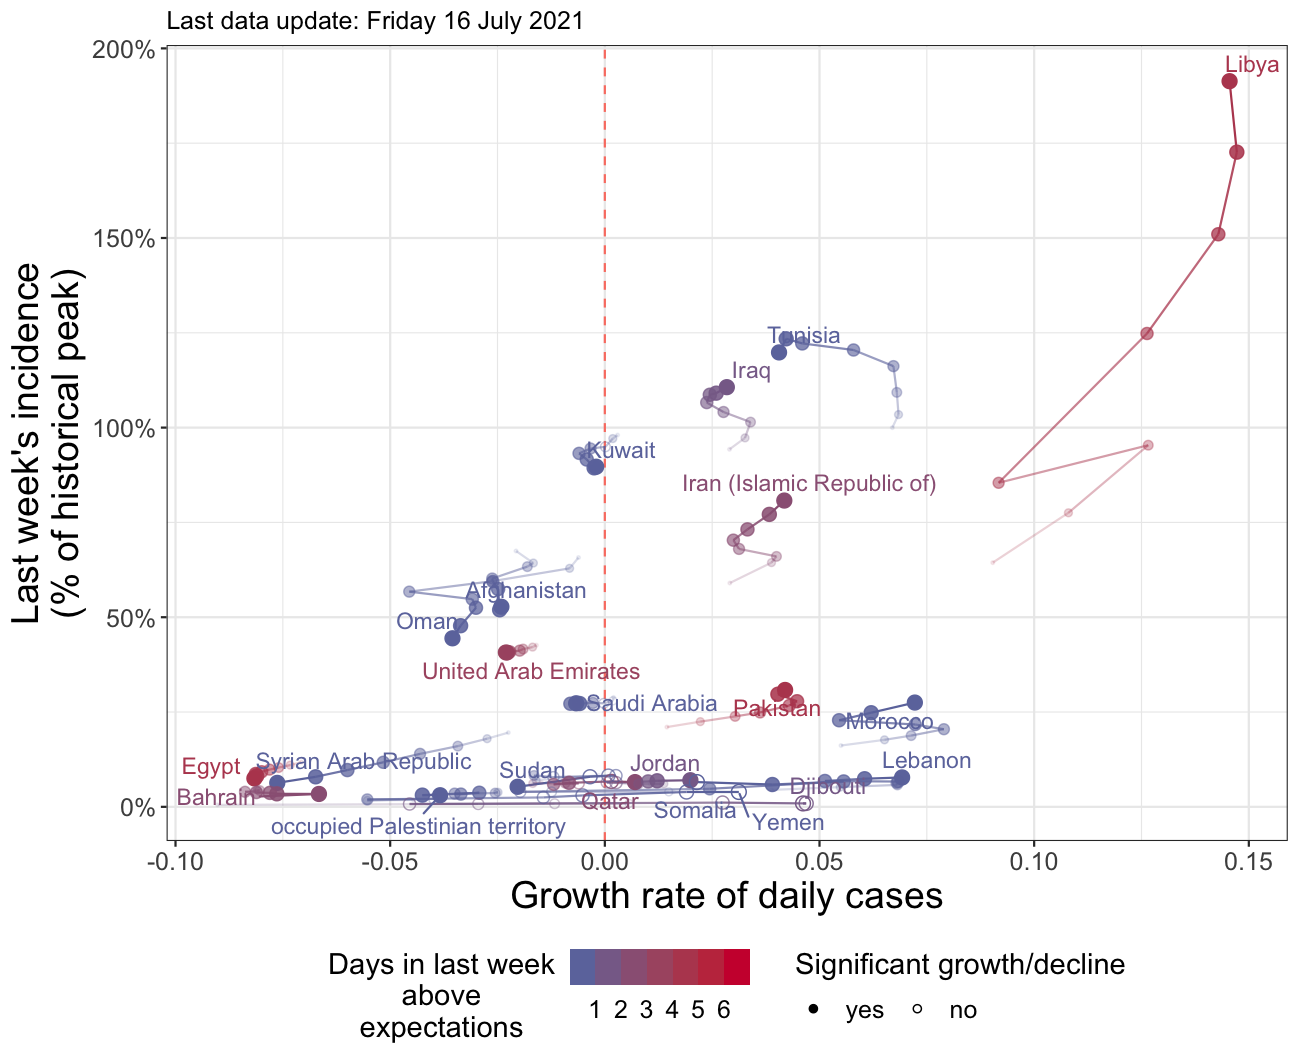 Last data update: Friday 16 July 2021
Last week's incidence
(% of historical peak)
200%
150%
100%
50%
0%
Libya
Tunisia
Iraq
Kuwait
Iran (Islamic Republic of)
Afghanistan
Oman
United Arab Emirates
Saudi Arabia
Pakistan
Morocco
Syrian Arab Republic
Egypt
Sudan
Jordan
Lebanon
Bahrain
Qatar
Djibouti
Somalia
Yemen
occupied Palestinian territory
-0.10 -0.05 0.00 0.05 0.10 0.15
Growth rate of daily cases
Days in last week
above
expectations
1 2 3 4 5 6
Significant growth/decline
yes no